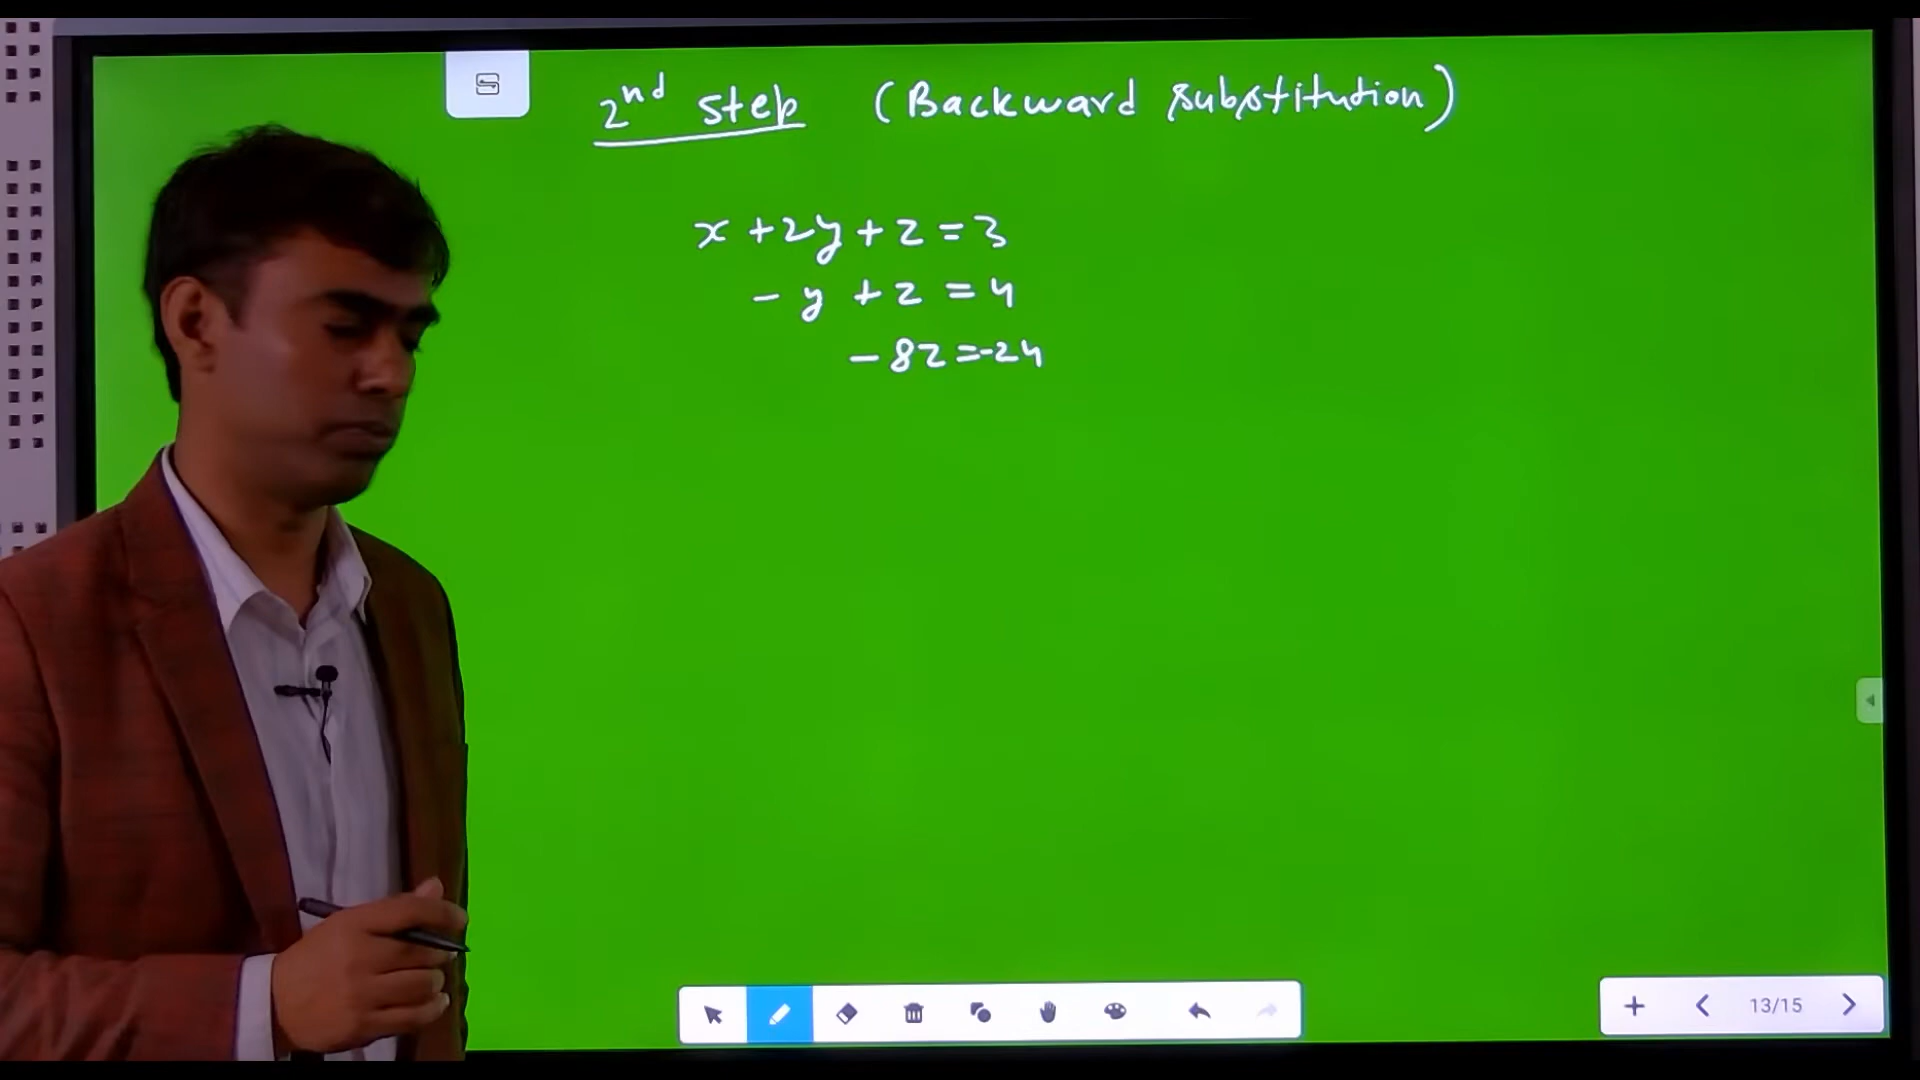 2nd step (Backward substitution)
x + 2y + z = 3
- y + z = 4
- 8z = -24
13/15